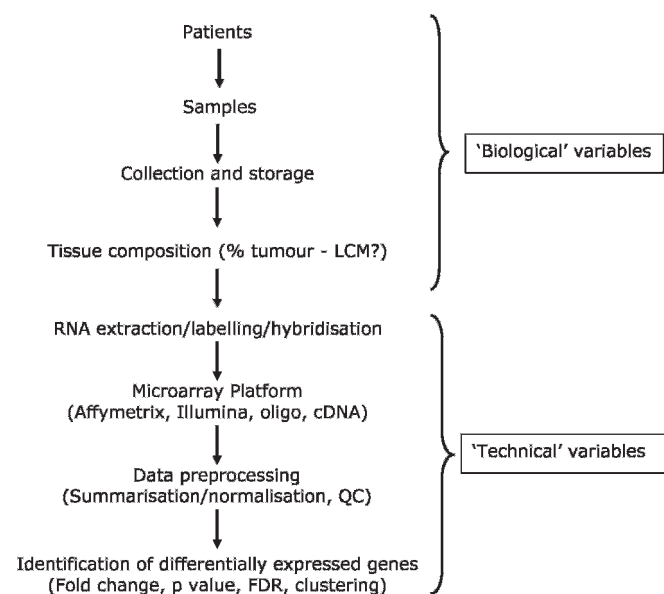 Patients
Samples
Collection and storage
Tissue composition (% tumour - LCM?)
'Biological' variables
RNA extraction/labelling/hybridisation
Microarray Platform
(Affymetrix, Illumina, oligo, cDNA)
Data preprocessing
(Summarisation/normalisation, QC)
Identification of differentially expressed genes
(Fold change, p value, FDR, clustering)
'Technical' variables